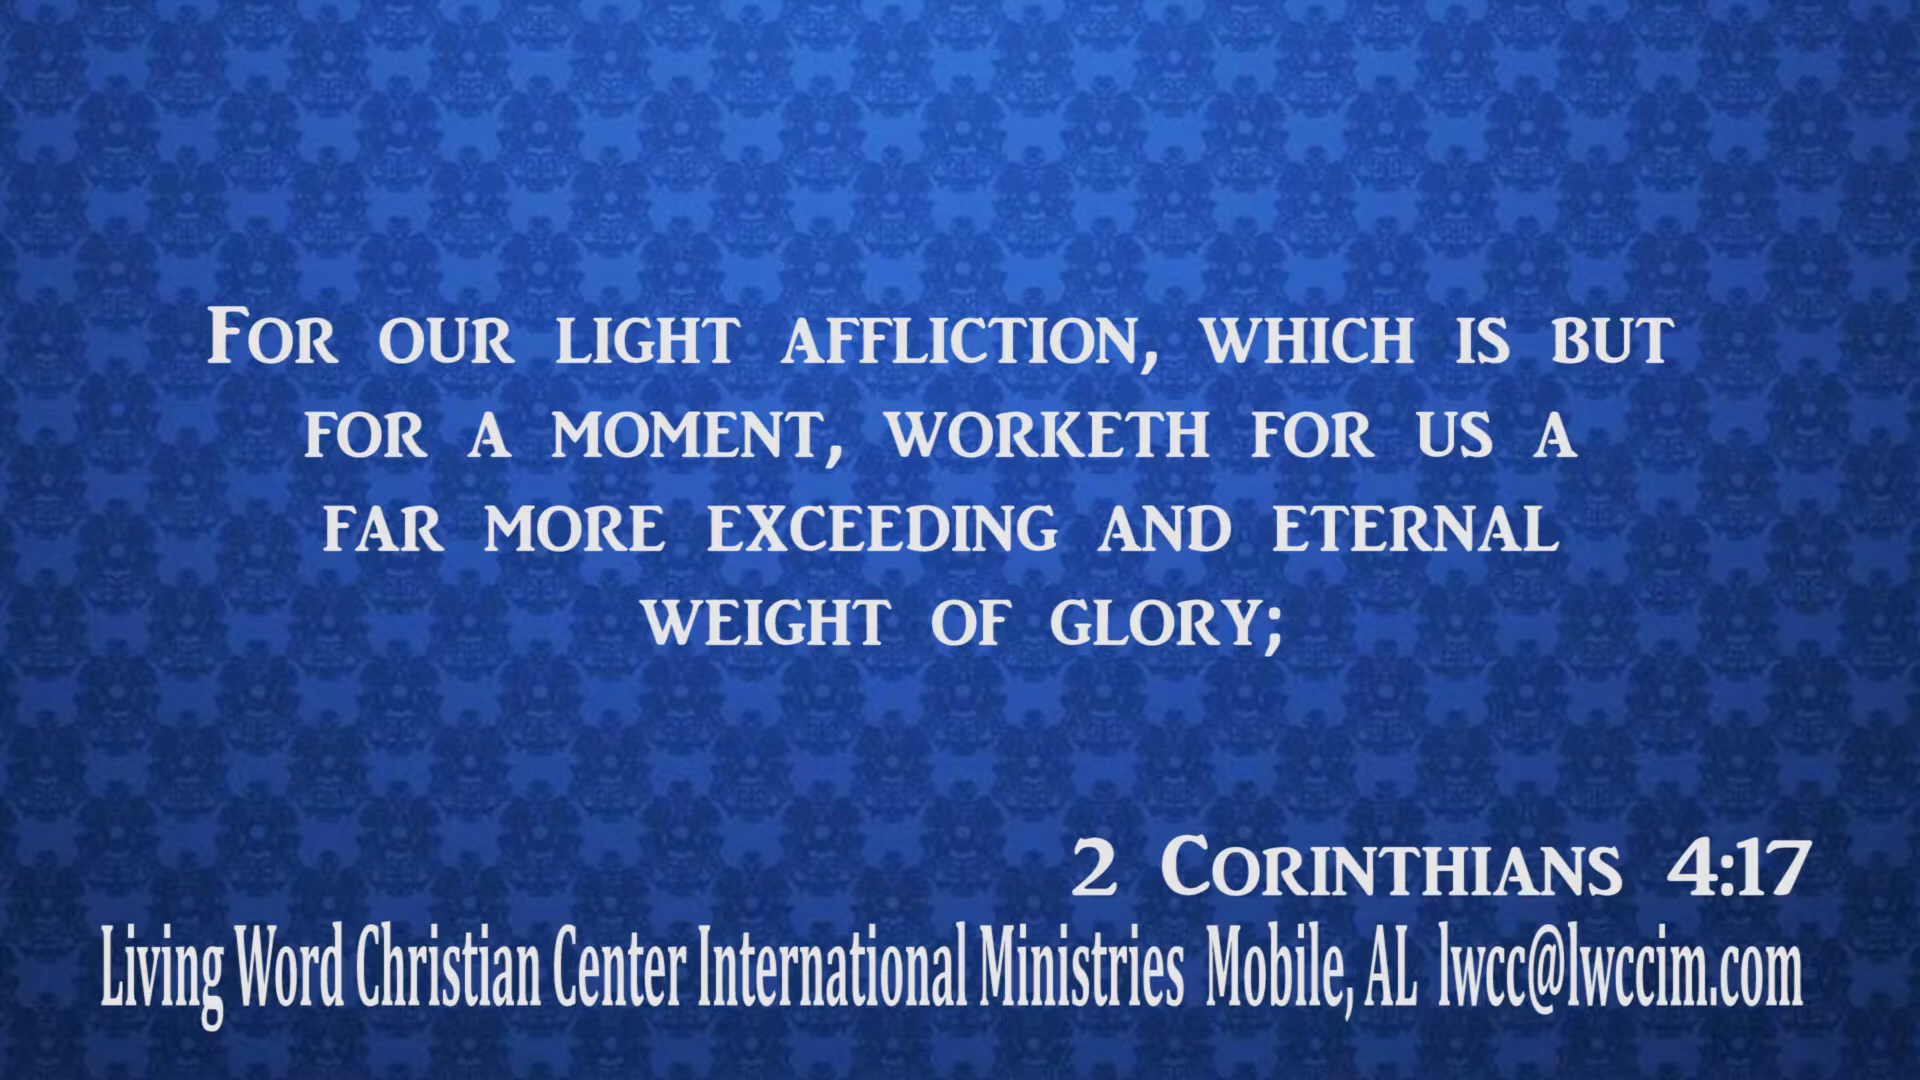 For our light affliction, which is but
for a moment, worketh for us a
far more exceeding and eternal
weight of glory;
2 Corinthians 4:17
Living Word Christian Center International Ministries Mobile, AL lwcc@lwccim.com